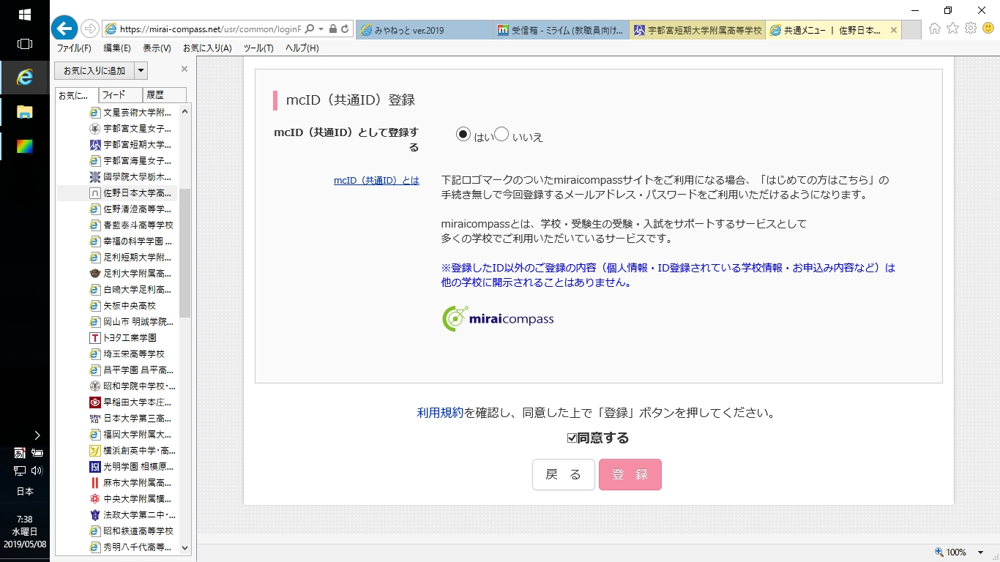 https://mirai-compass.net/usr/common/loginP
みやねっと ver.2019
受信箱 - ミライム (教職員向け...
宇都宮短期大学附属高等学校
共通メニュー | 佐野日本...
ファイル(F) 編集(E) 表示(V) お気に入り(A) ツール(T) ヘルプ(H)
お気に入りに追加
お気に... フィード 履歴
文星芸術大学附...
宇都宮文星女子...
宇都宮短期大学...
宇都宮海星女子...
國學院大學栃木...
佐野日本大学高...
佐野清澄高等学...
青藍泰斗高等学校
幸福の科学学園 ...
足利短期大学附...
足利大学附属高...
白鴎大学足利高...
矢板中央高校
岡山市 明誠学院...
トヨタ工業学園
埼玉栄高等学校
昌平学園 昌平高...
昭和学院中学校・...
早稲田大学本庄...
日本大学第三高...
福岡大学附属大...
横浜創英中学・高...
光明学園 相模原...
麻布大学附属高...
中央大学附属横...
法政大学第二中・...
昭和鉄道高等学校
秀明八千代高等...
mcID（共通ID）登録
mcID（共通ID）として登録す
る
はい いいえ
mcID（共通ID）とは
下記ロゴマークのついたmiraicompassサイトをご利用になる場合、「はじめての方はこちら」の
手続き無しで今回登録するメールアドレス・パスワードをご利用いただけるようになります。
miraicompassとは、学校・受験生の受験・入試をサポートするサービスとして
多くの学校でご利用いただいているサービスです。
※登録したID以外のご登録の内容（個人情報・ID登録されている学校情報・お申込み内容など）は
他の学校に開示されることはありません。
miraicompass
利用規約を確認し、同意した上で「登録」ボタンを押してください。
同意する
戻 る 登 録
あ
日本
7:38
水曜日
2019/05/08
100%